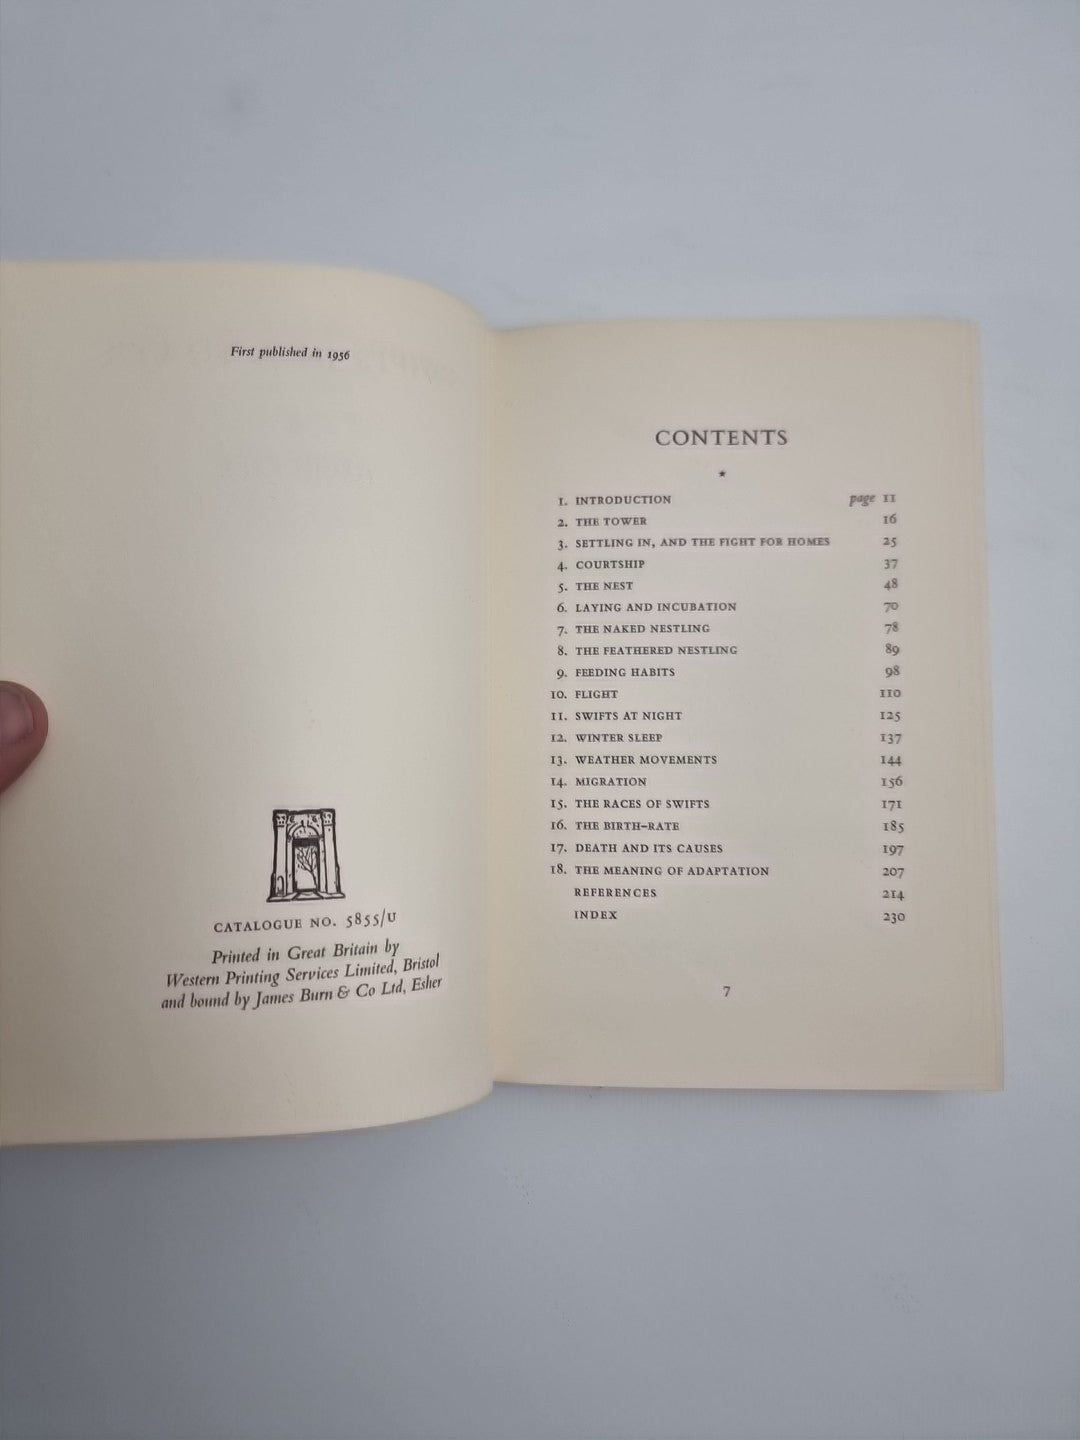 First published in 1956
CATALOGUE NO. 5855/U
Printed in Great Britain by
Western Printing Services Limited, Bristol
and bound by James Burn & Co Ltd, Esher
CONTENTS
★
1. INTRODUCTION page 11
2. THE TOWER 16
3. SETTLING IN, AND THE FIGHT FOR HOMES 25
4. COURTSHIP 37
5. THE NEST 48
6. LAYING AND INCUBATION 70
7. THE NAKED NESTLING 78
8. THE FEATHERED NESTLING 89
9. FEEDING HABITS 98
10. FLIGHT 110
11. SWIFTS AT NIGHT 125
12. WINTER SLEEP 137
13. WEATHER MOVEMENTS 144
14. MIGRATION 156
15. THE RACES OF SWIFTS 171
16. THE BIRTH-RATE 185
17. DEATH AND ITS CAUSES 197
18. THE MEANING OF ADAPTATION 207
REFERENCES 214
INDEX 230
7